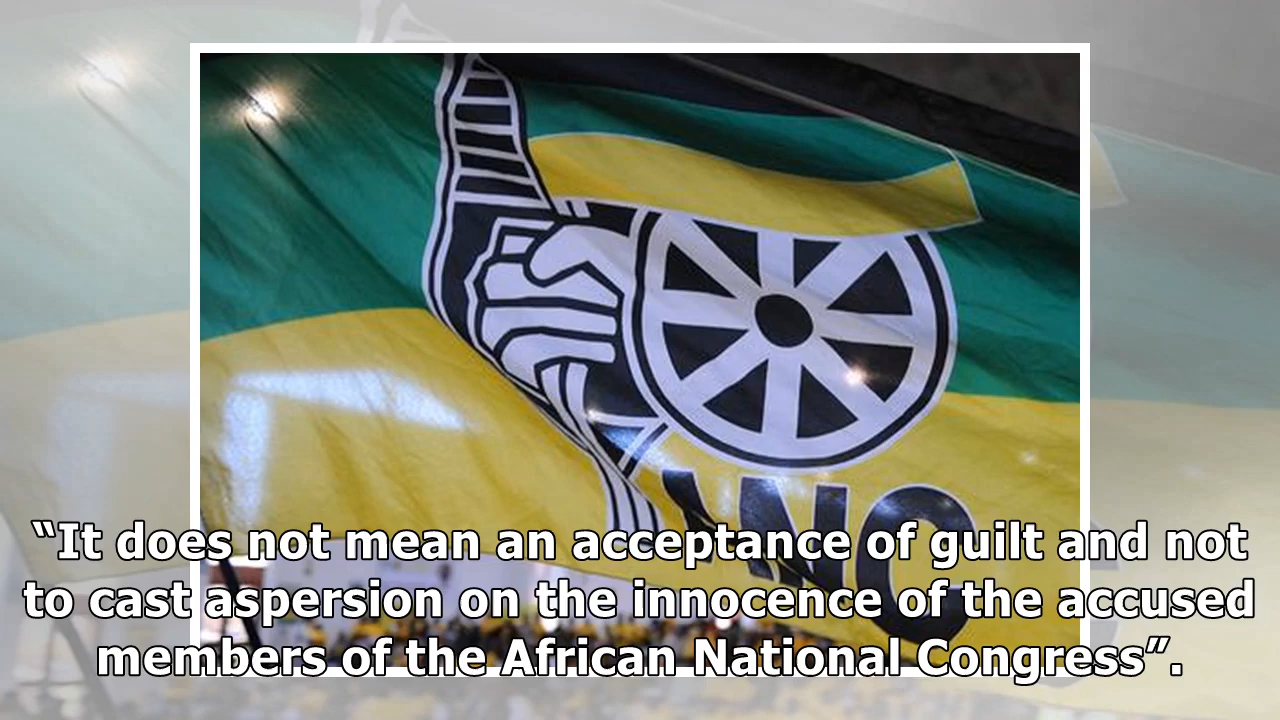 ANC
“It does not mean an acceptance of guilt and not
to cast aspersion on the innocence of the accused
members of the African National Congress”.